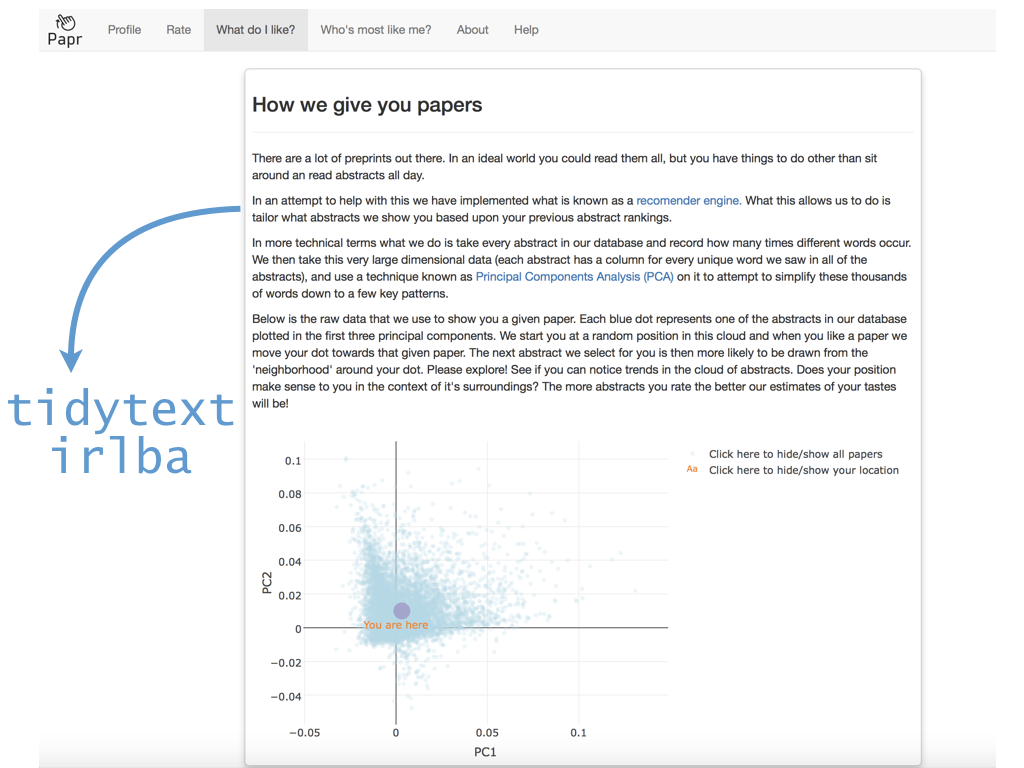 Papr
Profile Rate What do I like? Who's most like me? About Help
How we give you papers
There are a lot of preprints out there. In an ideal world you could read them all, but you have things to do other than sit
around an read abstracts all day.
In an attempt to help with this we have implemented what is known as a recomender engine. What this allows us to do is
tailor what abstracts we show you based upon your previous abstract rankings.
In more technical terms what we do is take every abstract in our database and record how many times different words occur.
We then take this very large dimensional data (each abstract has a column for every unique word we saw in all of the
abstracts), and use a technique known as Principal Components Analysis (PCA) on it to attempt to simplify these thousands
of words down to a few key patterns.
Below is the raw data that we use to show you a given paper. Each blue dot represents one of the abstracts in our database
plotted in the first three principal components. We start you at a random position in this cloud and when you like a paper we
move your dot towards that given paper. The next abstract we select for you is then more likely to be drawn from the
'neighborhood' around your dot. Please explore! See if you can notice trends in the cloud of abstracts. Does your position
make sense to you in the context of it's surroundings? The more abstracts you rate the better our estimates of your tastes
will be!
tidytext
irlba
Click here to hide/show all papers
Aa Click here to hide/show your location
0.1
0.08
0.06
0.04
0.02
0
−0.02
−0.04
PC2
You are here
−0.05 0 0.05 0.1
PC1